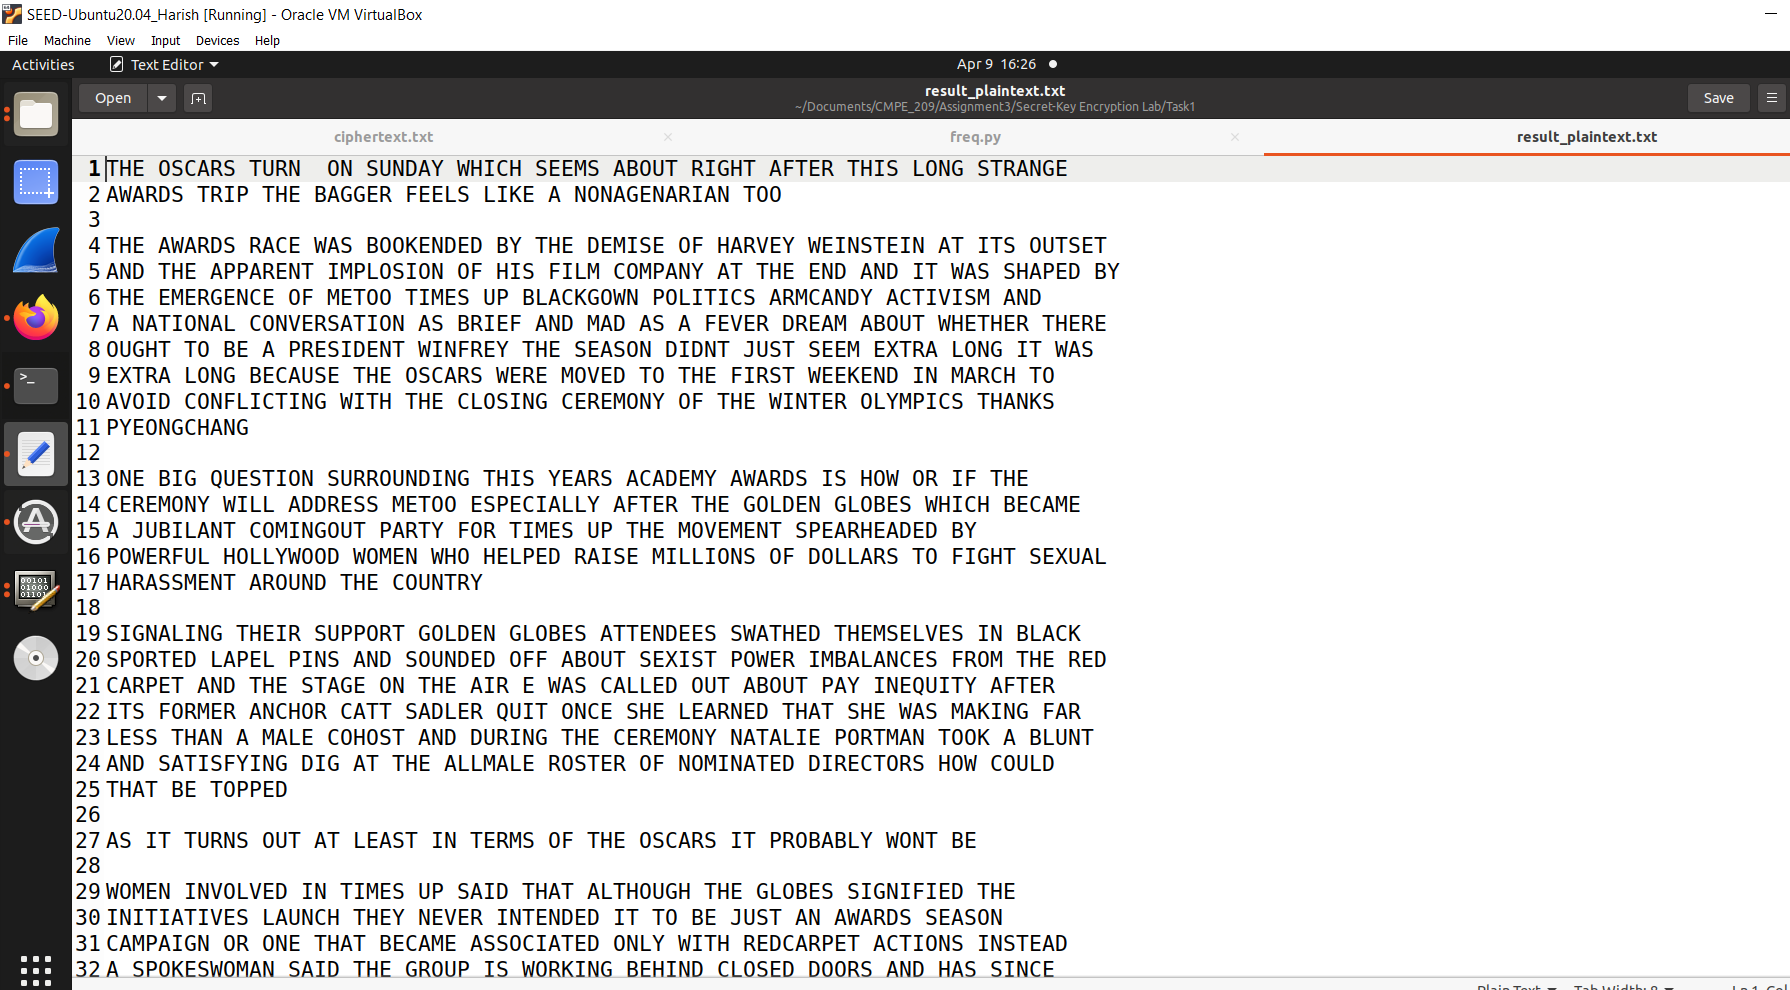 SEED-Ubuntu20.04_Harish [Running] - Oracle VM VirtualBox
File Machine View Input Devices Help
Activities Text Editor Apr 9 16:26
Open result_plaintext.txt Save
~/Documents/CMPE_209/Assignment3/Secret-Key Encryption Lab/Task1
ciphertext.txt freq.py result_plaintext.txt
1 THE OSCARS TURN  ON SUNDAY WHICH SEEMS ABOUT RIGHT AFTER THIS LONG STRANGE
2 AWARDS TRIP THE BAGGER FEELS LIKE A NONAGENARIAN TOO
3
4 THE AWARDS RACE WAS BOOKENDED BY THE DEMISE OF HARVEY WEINSTEIN AT ITS OUTSET
5 AND THE APPARENT IMPLOSION OF HIS FILM COMPANY AT THE END AND IT WAS SHAPED BY
6 THE EMERGENCE OF METOO TIMES UP BLACKGOWN POLITICS ARMCANDY ACTIVISM AND
7 A NATIONAL CONVERSATION AS BRIEF AND MAD AS A FEVER DREAM ABOUT WHETHER THERE
8 OUGHT TO BE A PRESIDENT WINFREY THE SEASON DIDNT JUST SEEM EXTRA LONG IT WAS
9 EXTRA LONG BECAUSE THE OSCARS WERE MOVED TO THE FIRST WEEKEND IN MARCH TO
10 AVOID CONFLICTING WITH THE CLOSING CEREMONY OF THE WINTER OLYMPICS THANKS
11 PYEONGCHANG
12
13 ONE BIG QUESTION SURROUNDING THIS YEARS ACADEMY AWARDS IS HOW OR IF THE
14 CEREMONY WILL ADDRESS METOO ESPECIALLY AFTER THE GOLDEN GLOBES WHICH BECAME
15 A JUBILANT COMINGOUT PARTY FOR TIMES UP THE MOVEMENT SPEARHEADED BY
16 POWERFUL HOLLYWOOD WOMEN WHO HELPED RAISE MILLIONS OF DOLLARS TO FIGHT SEXUAL
17 HARASSMENT AROUND THE COUNTRY
18
19 SIGNALING THEIR SUPPORT GOLDEN GLOBES ATTENDEES SWATHED THEMSELVES IN BLACK
20 SPORTED LAPEL PINS AND SOUNDED OFF ABOUT SEXIST POWER IMBALANCES FROM THE RED
21 CARPET AND THE STAGE ON THE AIR E WAS CALLED OUT ABOUT PAY INEQUITY AFTER
22 ITS FORMER ANCHOR CATT SADLER QUIT ONCE SHE LEARNED THAT SHE WAS MAKING FAR
23 LESS THAN A MALE COHOST AND DURING THE CEREMONY NATALIE PORTMAN TOOK A BLUNT
24 AND SATISFYING DIG AT THE ALLMALE ROSTER OF NOMINATED DIRECTORS HOW COULD
25 THAT BE TOPPED
26
27 AS IT TURNS OUT AT LEAST IN TERMS OF THE OSCARS IT PROBABLY WONT BE
28
29 WOMEN INVOLVED IN TIMES UP SAID THAT ALTHOUGH THE GLOBES SIGNIFIED THE
30 INITIATIVES LAUNCH THEY NEVER INTENDED IT TO BE JUST AN AWARDS SEASON
31 CAMPAIGN OR ONE THAT BECAME ASSOCIATED ONLY WITH REDCARPET ACTIONS INSTEAD
32 A SPOKESWOMAN SAID THE GROUP IS WORKING BEHIND CLOSED DOORS AND HAS SINCE
Plain Text Tab Width: 8 Ln 1, Col